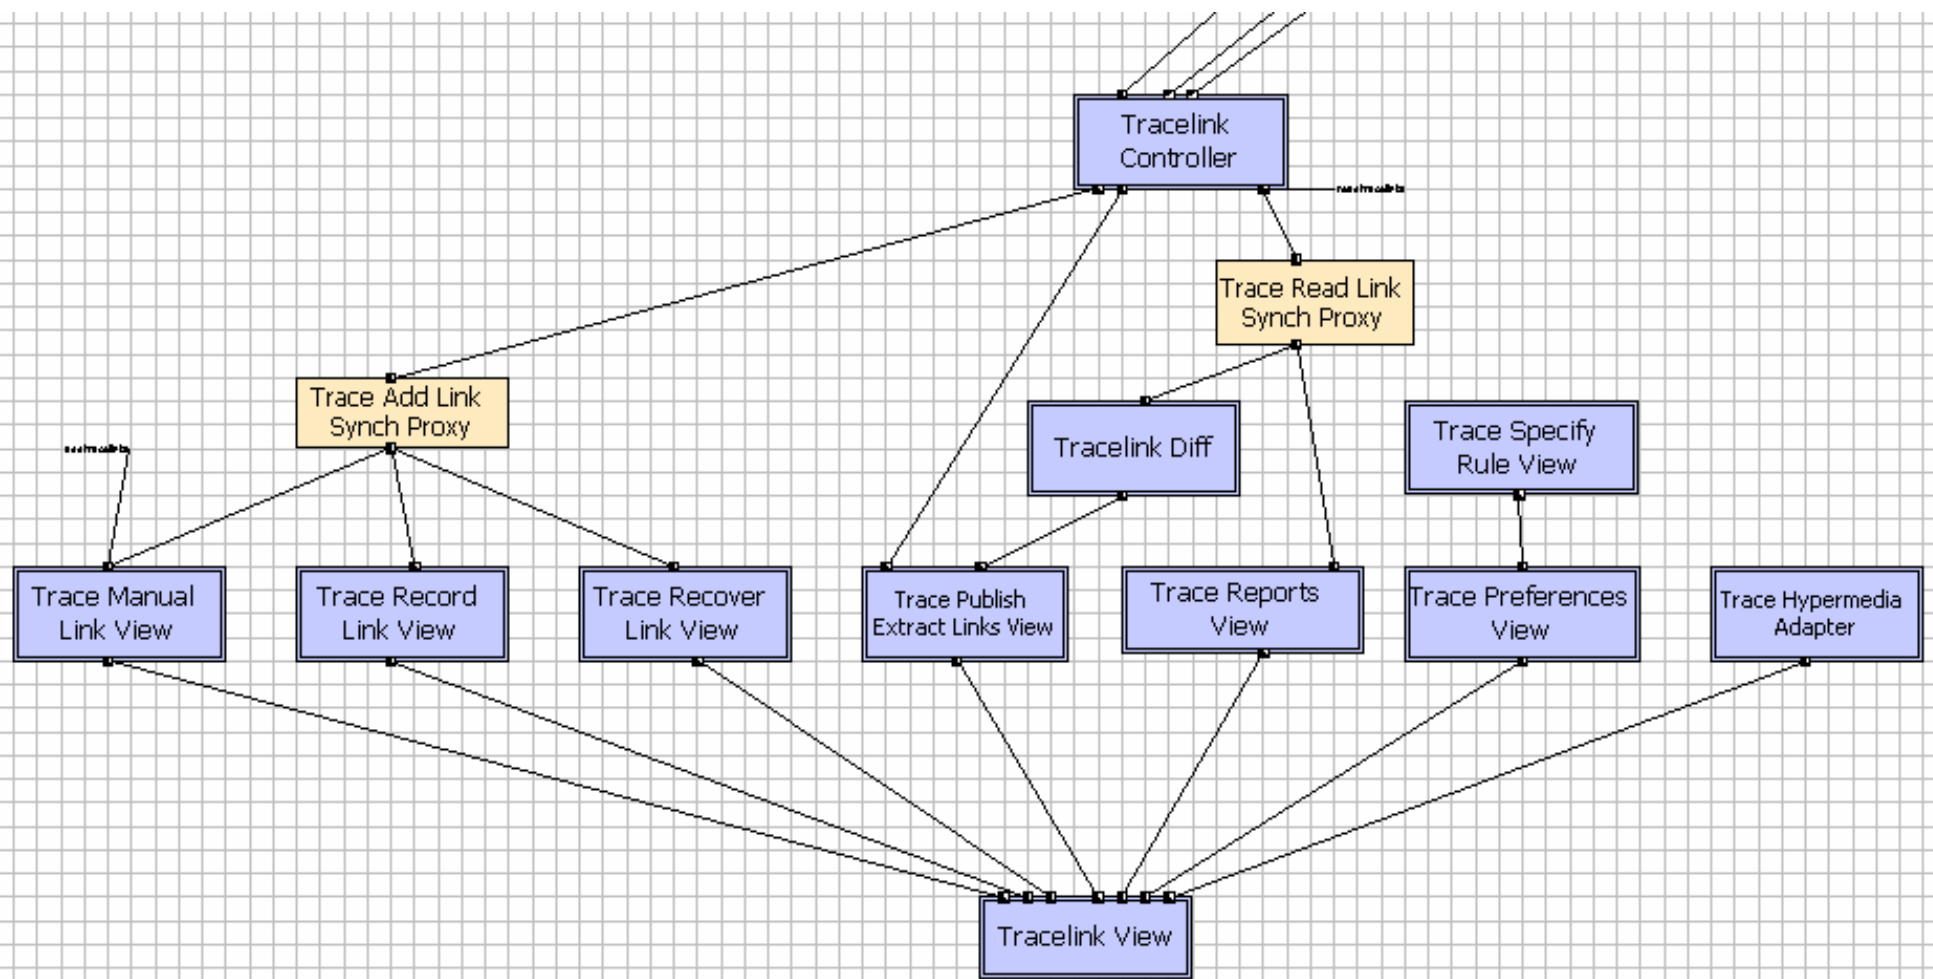 Tracelink
Controller
Trace Read Link
Synch Proxy
Trace Add Link
Synch Proxy
Tracelink Diff
Trace Specify
Rule View
Trace Manual
Link View
Trace Record
Link View
Trace Recover
Link View
Trace Publish
Extract Links View
Trace Reports
View
Trace Preferences
View
Trace Hypermedia
Adapter
Tracelink View